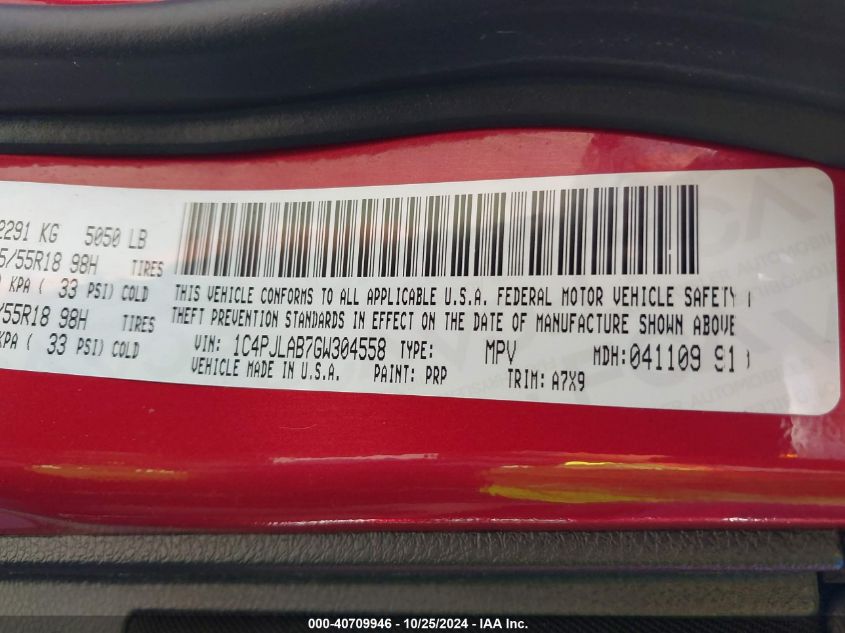 2291 KG 5050 LB
5/55R18 98H TIRES
KPA ( 33 PSI) COLD
/55R18 98H TIRES
KPA ( 33 PSI) COLD
THIS VEHICLE CONFORMS TO ALL APPLICABLE U.S.A. FEDERAL MOTOR VEHICLE SAFETY
THEFT PREVENTION STANDARDS IN EFFECT ON THE DATE OF MANUFACTURE SHOWN ABOVE
VIN: 1C4PJLAB7GW304558 TYPE: MPV MDH:041109 91
VEHICLE MADE IN U.S.A. PAINT: PRP TRIM: A7X9
000-40709946 - 10/25/2024 - IAA Inc.